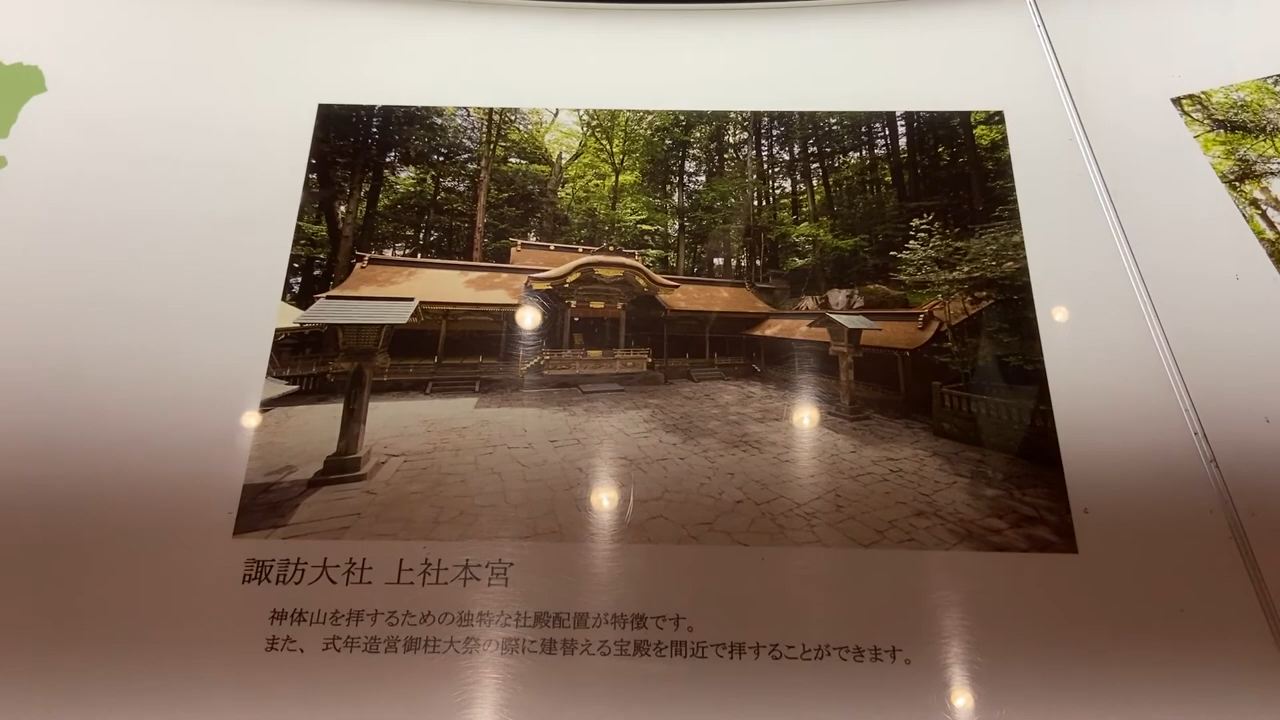 諏訪大社 上社本宮
神体山を拝するための独特な社殿配置が特徴です。
また、式年造営御柱大祭の際に建替える宝殿を間近で拝することができます。